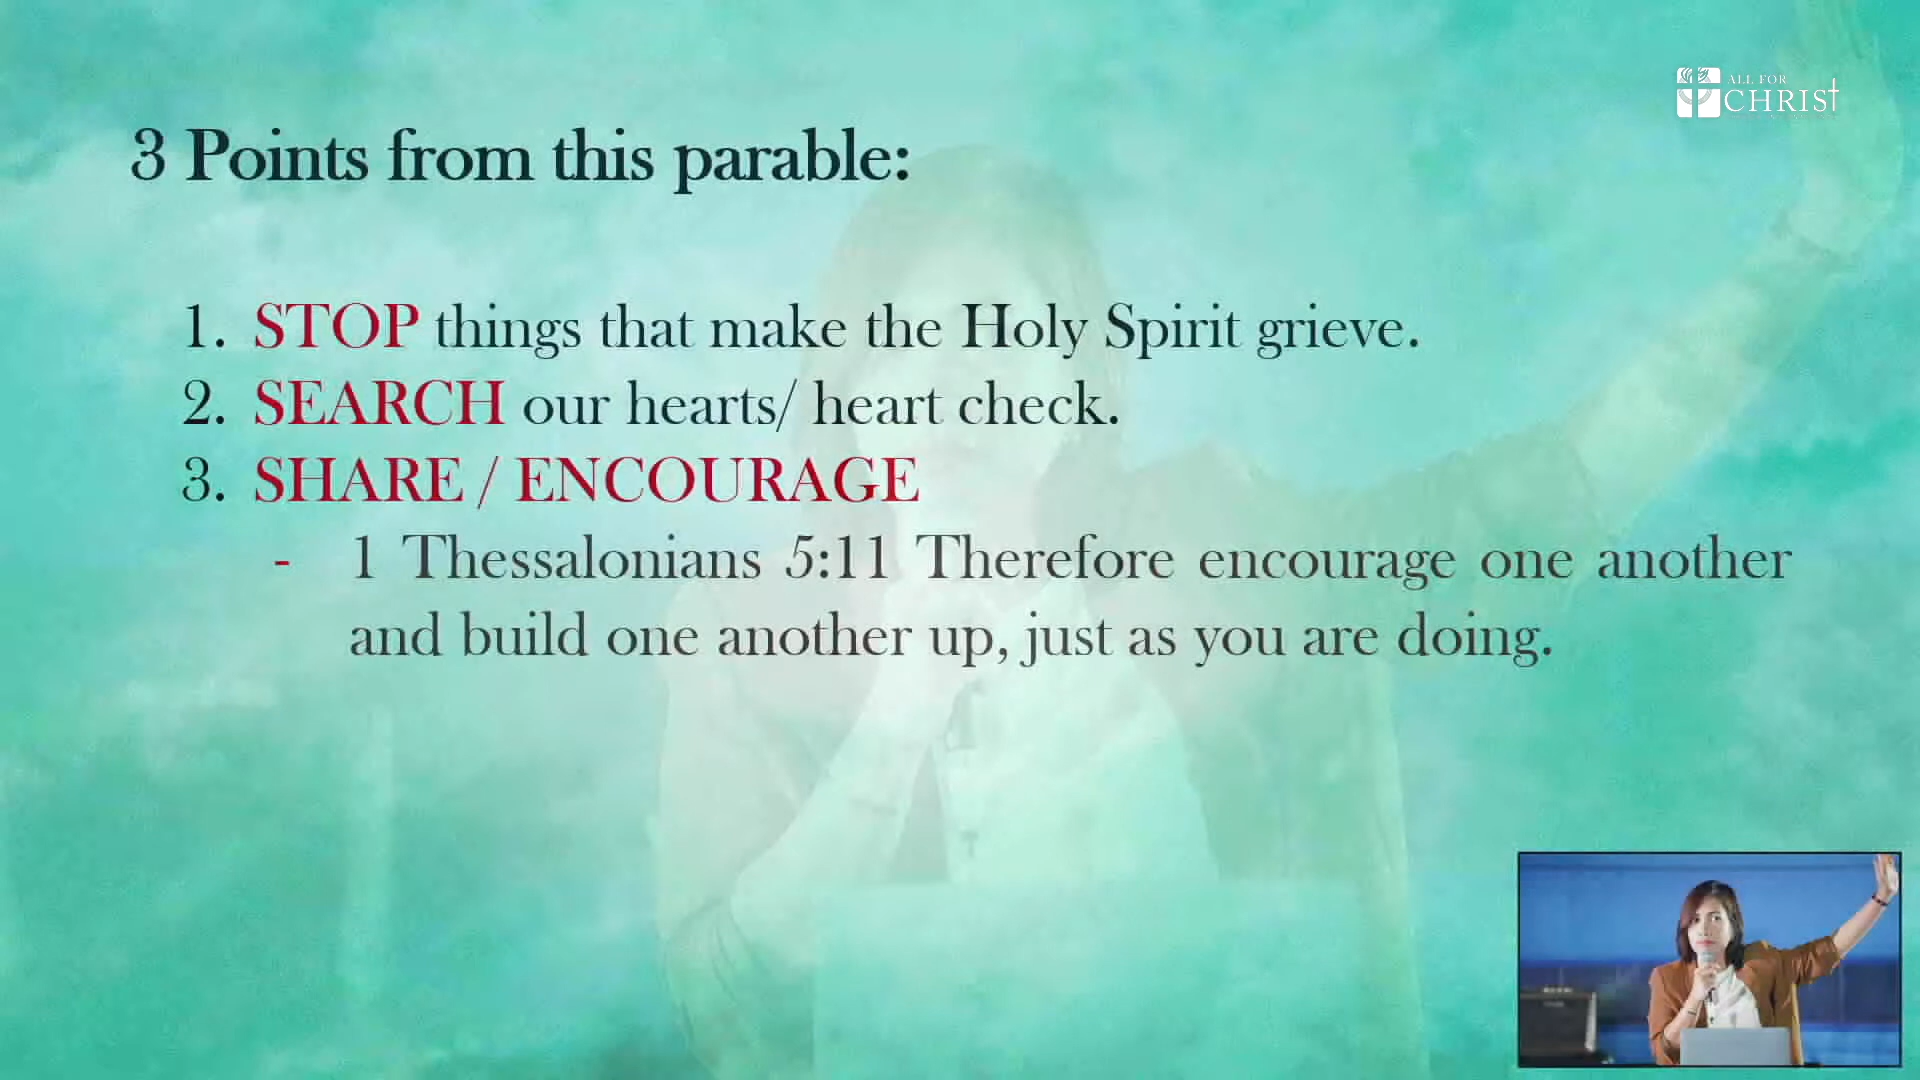 ALL FOR
CHRIST
3 Points from this parable:
1. STOP things that make the Holy Spirit grieve.
2. SEARCH our hearts/ heart check.
3. SHARE / ENCOURAGE
- 1 Thessalonians 5:11 Therefore encourage one another
and build one another up, just as you are doing.